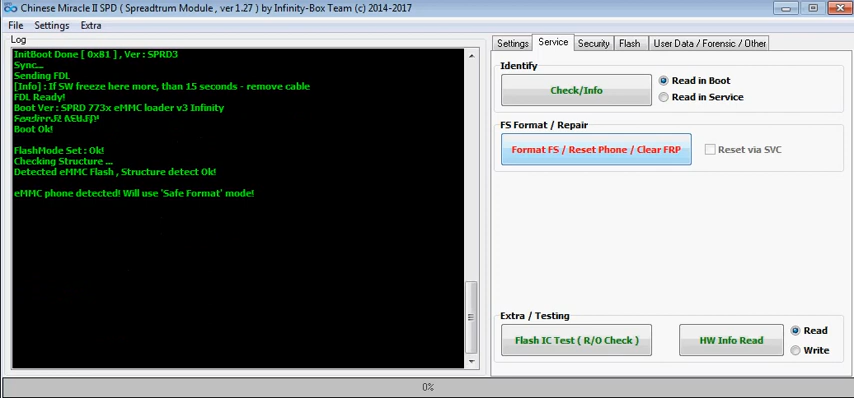 Chinese Miracle II SPD ( Spreadtrum Module , ver 1.27 ) by Infinity-Box Team (c) 2014-2017
File Settings Extra
Log
InitBoot Done [ 0x81 ] , Ver : SPRD3
Sync...
Sending FDL
[Info] : If SW freeze here more, than 15 seconds - remove cable
FDL Ready!
Boot Ver : SPRD 773x eMMC loader v3 Infinity
Boot Ok!
FlashMode Set : Ok!
Checking Structure ...
Detected eMMC Flash , Structure detect Ok!
eMMC phone detected! Will use 'Safe Format' mode!
Settings Service Security Flash User Data / Forensic / Other
Identify
Check/Info
Read in Boot
Read in Service
FS Format / Repair
Format FS / Reset Phone / Clear FRP
Reset via SVC
Extra / Testing
Flash IC Test ( R/O Check )
HW Info Read
Read
Write
0%